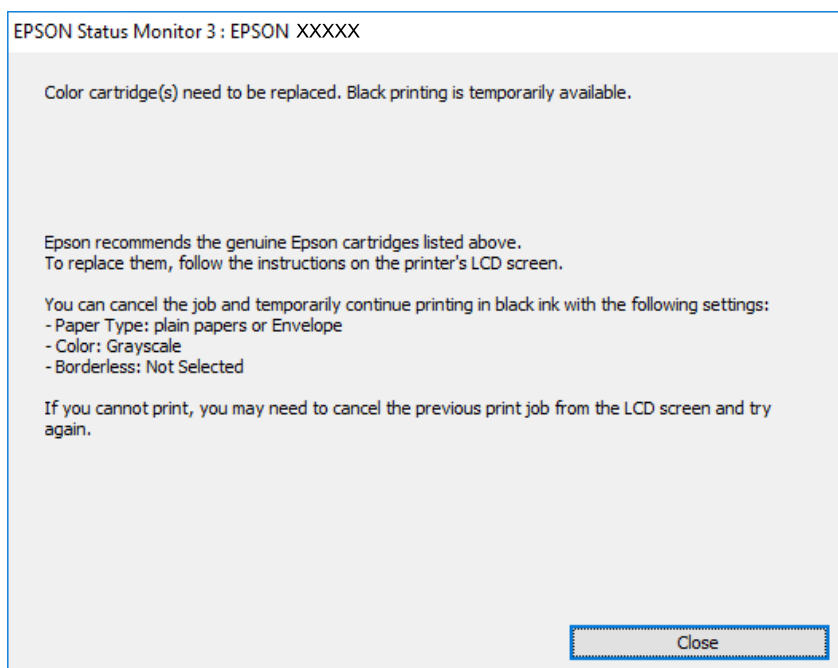 EPSON Status Monitor 3 : EPSON XXXXX
Color cartridge(s) need to be replaced. Black printing is temporarily available.
Epson recommends the genuine Epson cartridges listed above.
To replace them, follow the instructions on the printer's LCD screen.
You can cancel the job and temporarily continue printing in black ink with the following settings:
- Paper Type: plain papers or Envelope
- Color: Grayscale
- Borderless: Not Selected
If you cannot print, you may need to cancel the previous print job from the LCD screen and try
again.
Close